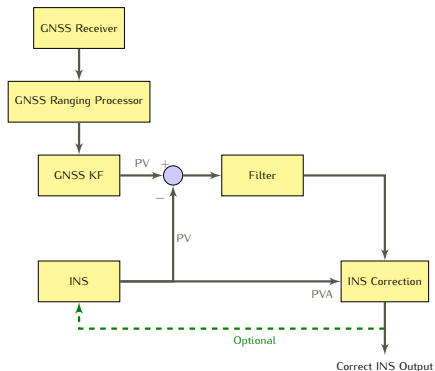 GNSS Receiver
GNSS Ranging Processor
GNSS KF
PV
+
−
Filter
PV
INS
PVA
INS Correction
Optional
Correct INS Output